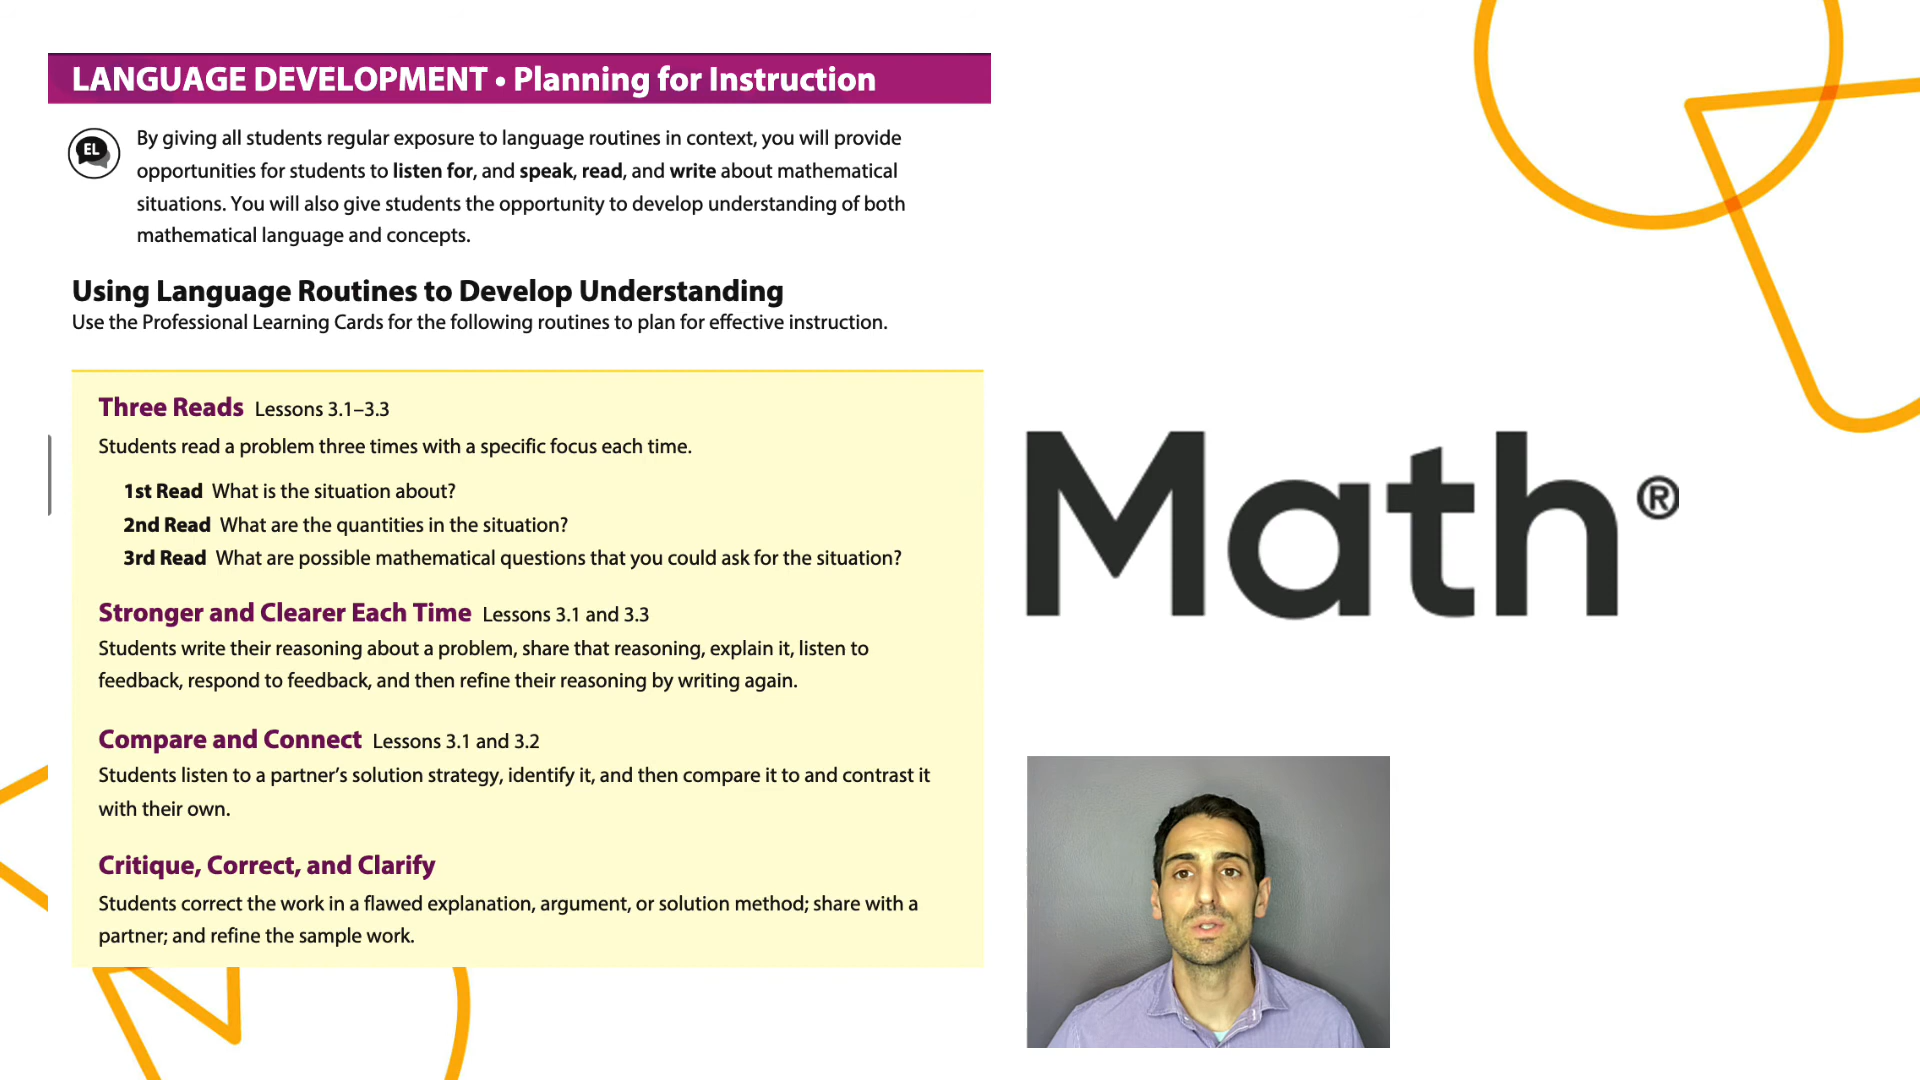 LANGUAGE DEVELOPMENT • Planning for Instruction
EL
By giving all students regular exposure to language routines in context, you will provide
opportunities for students to listen for, and speak, read, and write about mathematical
situations. You will also give students the opportunity to develop understanding of both
mathematical language and concepts.
Using Language Routines to Develop Understanding
Use the Professional Learning Cards for the following routines to plan for effective instruction.
Three Reads Lessons 3.1–3.3
Students read a problem three times with a specific focus each time.
1st Read What is the situation about?
2nd Read What are the quantities in the situation?
3rd Read What are possible mathematical questions that you could ask for the situation?
Stronger and Clearer Each Time Lessons 3.1 and 3.3
Students write their reasoning about a problem, share that reasoning, explain it, listen to
feedback, respond to feedback, and then refine their reasoning by writing again.
Compare and Connect Lessons 3.1 and 3.2
Students listen to a partner’s solution strategy, identify it, and then compare it to and contrast it
with their own.
Critique, Correct, and Clarify
Students correct the work in a flawed explanation, argument, or solution method; share with a
partner; and refine the sample work.
Math®